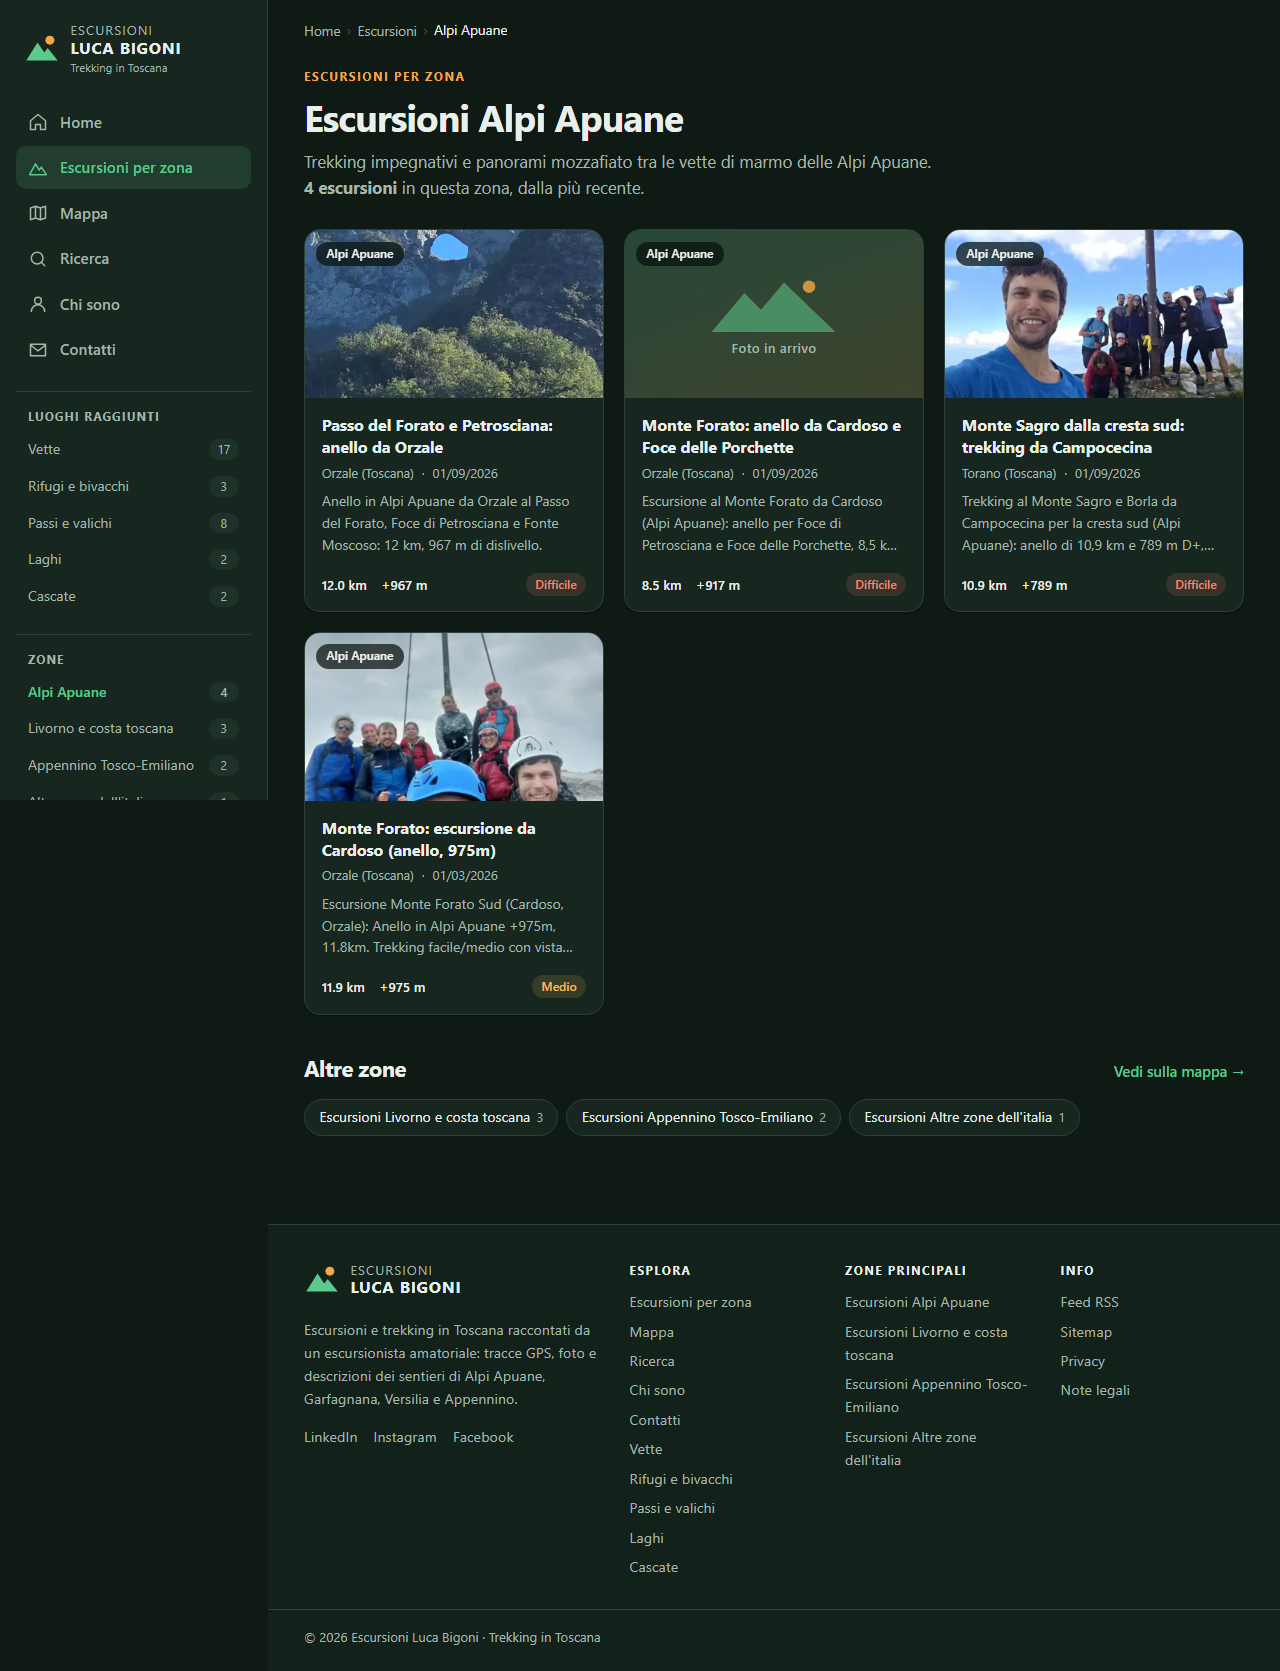 ESCURSIONI
LUCA BIGONI
Trekking in Toscana
Home
Escursioni per zona
Mappa
Ricerca
Chi sono
Contatti
LUOGHI RAGGIUNTI
Vette 17
Rifugi e bivacchi 3
Passi e valichi 8
Laghi 2
Cascate 2
ZONE
Alpi Apuane 4
Livorno e costa toscana 3
Appennino Tosco-Emiliano 2
Home › Escursioni › Alpi Apuane
ESCURSIONI PER ZONA
Escursioni Alpi Apuane
Trekking impegnativi e panorami mozzafiato tra le vette di marmo delle Alpi Apuane.
4 escursioni in questa zona, dalla più recente.
Alpi Apuane
Passo del Forato e Petrosciana:
anello da Orzale
Orzale (Toscana) · 01/09/2026
Anello in Alpi Apuane da Orzale al Passo
del Forato, Foce di Petrosciana e Fonte
Moscoso: 12 km, 967 m di dislivello.
12.0 km +967 m Difficile
Alpi Apuane
Foto in arrivo
Monte Forato: anello da Cardoso e
Foce delle Porchette
Orzale (Toscana) · 01/09/2026
Escursione al Monte Forato da Cardoso
(Alpi Apuane): anello per Foce di
Petrosciana e Foce delle Porchette, 8,5 k...
8.5 km +917 m Difficile
Alpi Apuane
Monte Sagro dalla cresta sud:
trekking da Campocecina
Torano (Toscana) · 01/09/2026
Trekking al Monte Sagro e Borla da
Campocecina per la cresta sud (Alpi
Apuane): anello di 10,9 km e 789 m D+,...
10.9 km +789 m Difficile
Alpi Apuane
Monte Forato: escursione da
Cardoso (anello, 975m)
Orzale (Toscana) · 01/03/2026
Escursione Monte Forato Sud (Cardoso,
Orzale): Anello in Alpi Apuane +975m,
11.8km. Trekking facile/medio con vista...
11.9 km +975 m Medio
Altre zone
Vedi sulla mappa →
Escursioni Livorno e costa toscana 3
Escursioni Appennino Tosco-Emiliano 2
Escursioni Altre zone dell'italia 1
ESCURSIONI
LUCA BIGONI
Escursioni e trekking in Toscana raccontati da
un escursionista amatoriale: tracce GPS, foto e
descrizioni dei sentieri di Alpi Apuane,
Garfagnana, Versilia e Appennino.
LinkedIn Instagram Facebook
ESPLORA
Escursioni per zona
Mappa
Ricerca
Chi sono
Contatti
Vette
Rifugi e bivacchi
Passi e valichi
Laghi
Cascate
ZONE PRINCIPALI
Escursioni Alpi Apuane
Escursioni Livorno e costa
toscana
Escursioni Appennino Tosco-
Emiliano
Escursioni Altre zone
dell'italia
INFO
Feed RSS
Sitemap
Privacy
Note legali
© 2026 Escursioni Luca Bigoni · Trekking in Toscana